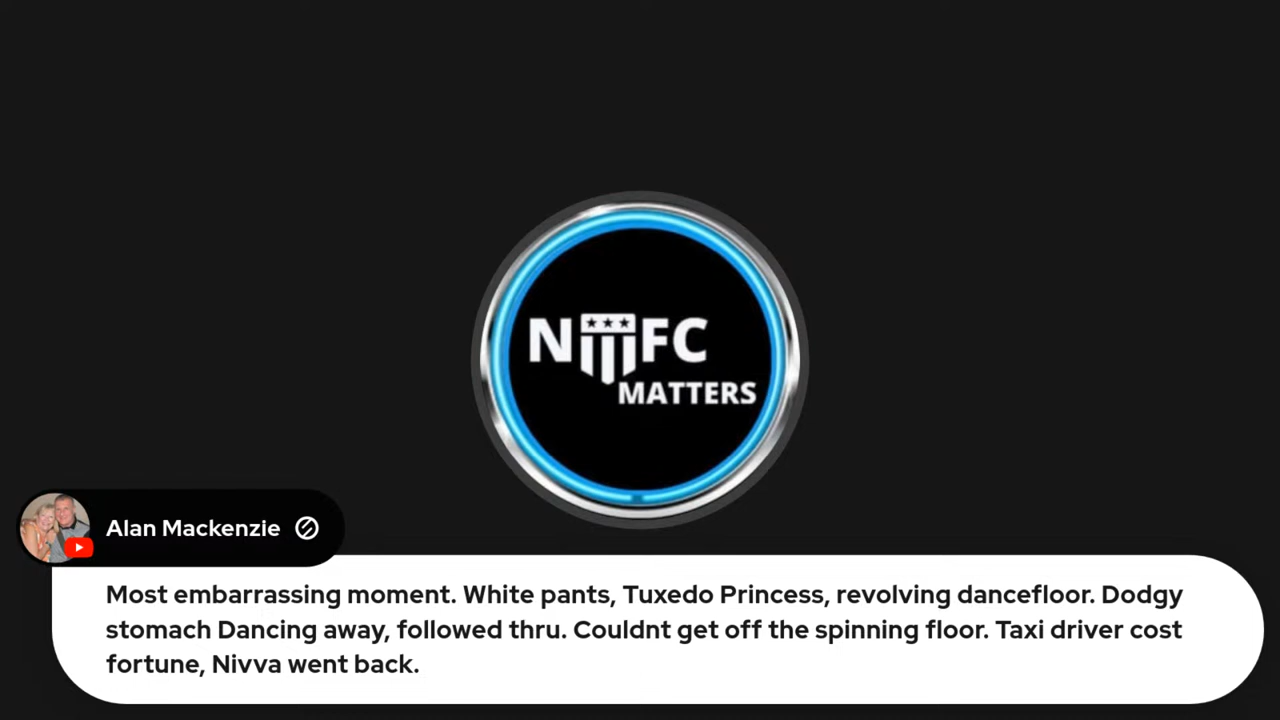 NUFC
MATTERS
Alan Mackenzie
Most embarrassing moment. White pants, Tuxedo Princess, revolving dancefloor. Dodgy
stomach Dancing away, followed thru. Couldnt get off the spinning floor. Taxi driver cost
fortune, Nivva went back.